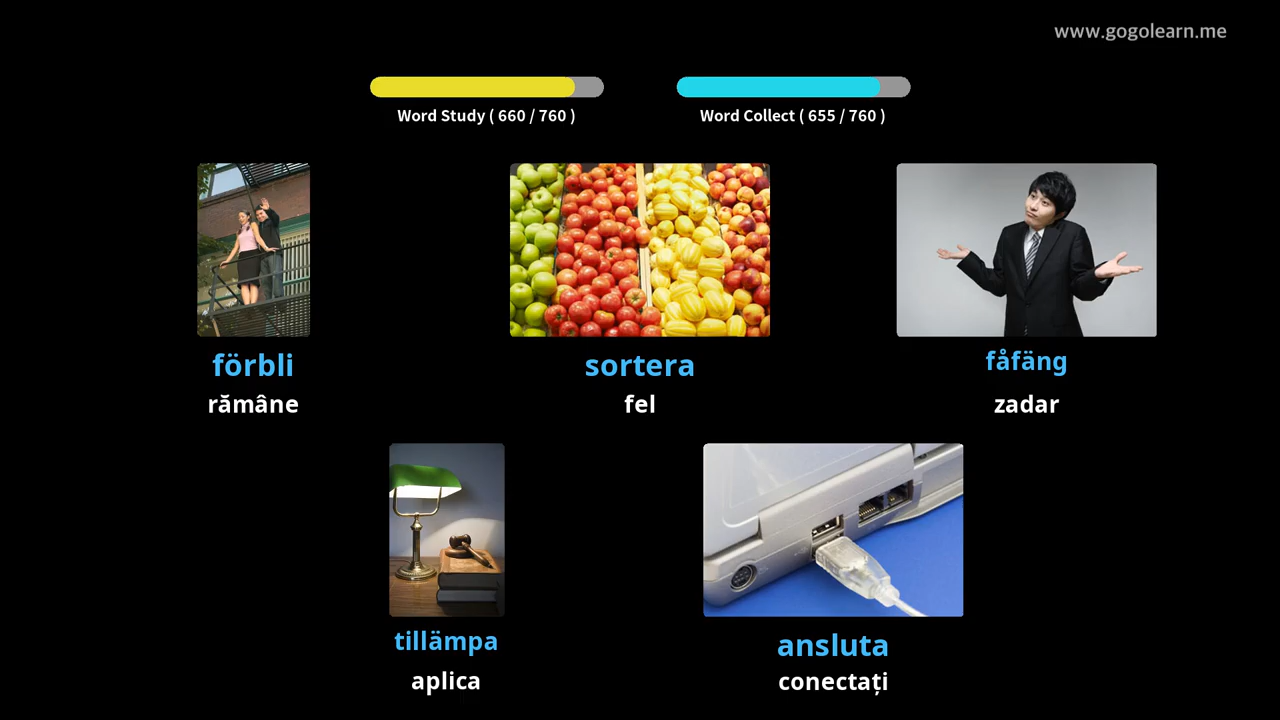 www.gogolearn.me
Word Study ( 660 / 760 )
Word Collect ( 655 / 760 )
förbli
rămâne
sortera
fel
fåfäng
zadar
tillämpa
aplica
ansluta
conectați